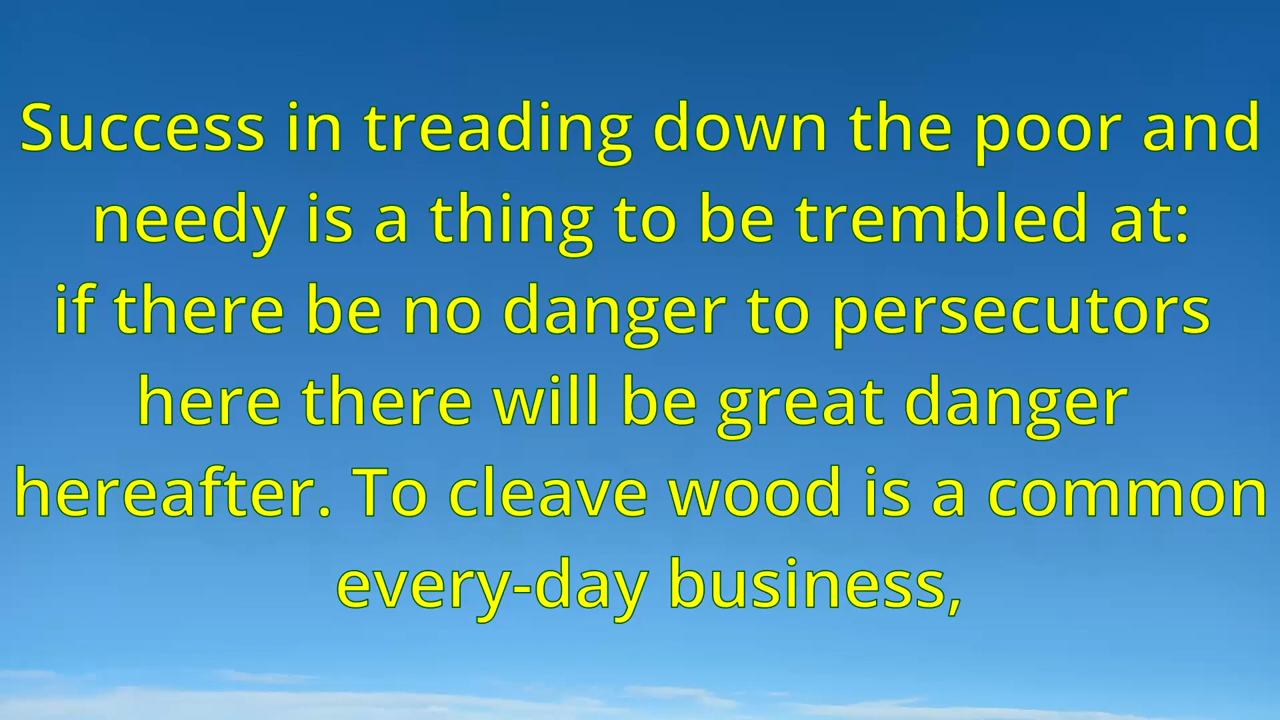 Success in treading down the poor and
needy is a thing to be trembled at:
if there be no danger to persecutors
here there will be great danger
hereafter. To cleave wood is a common
every-day business,